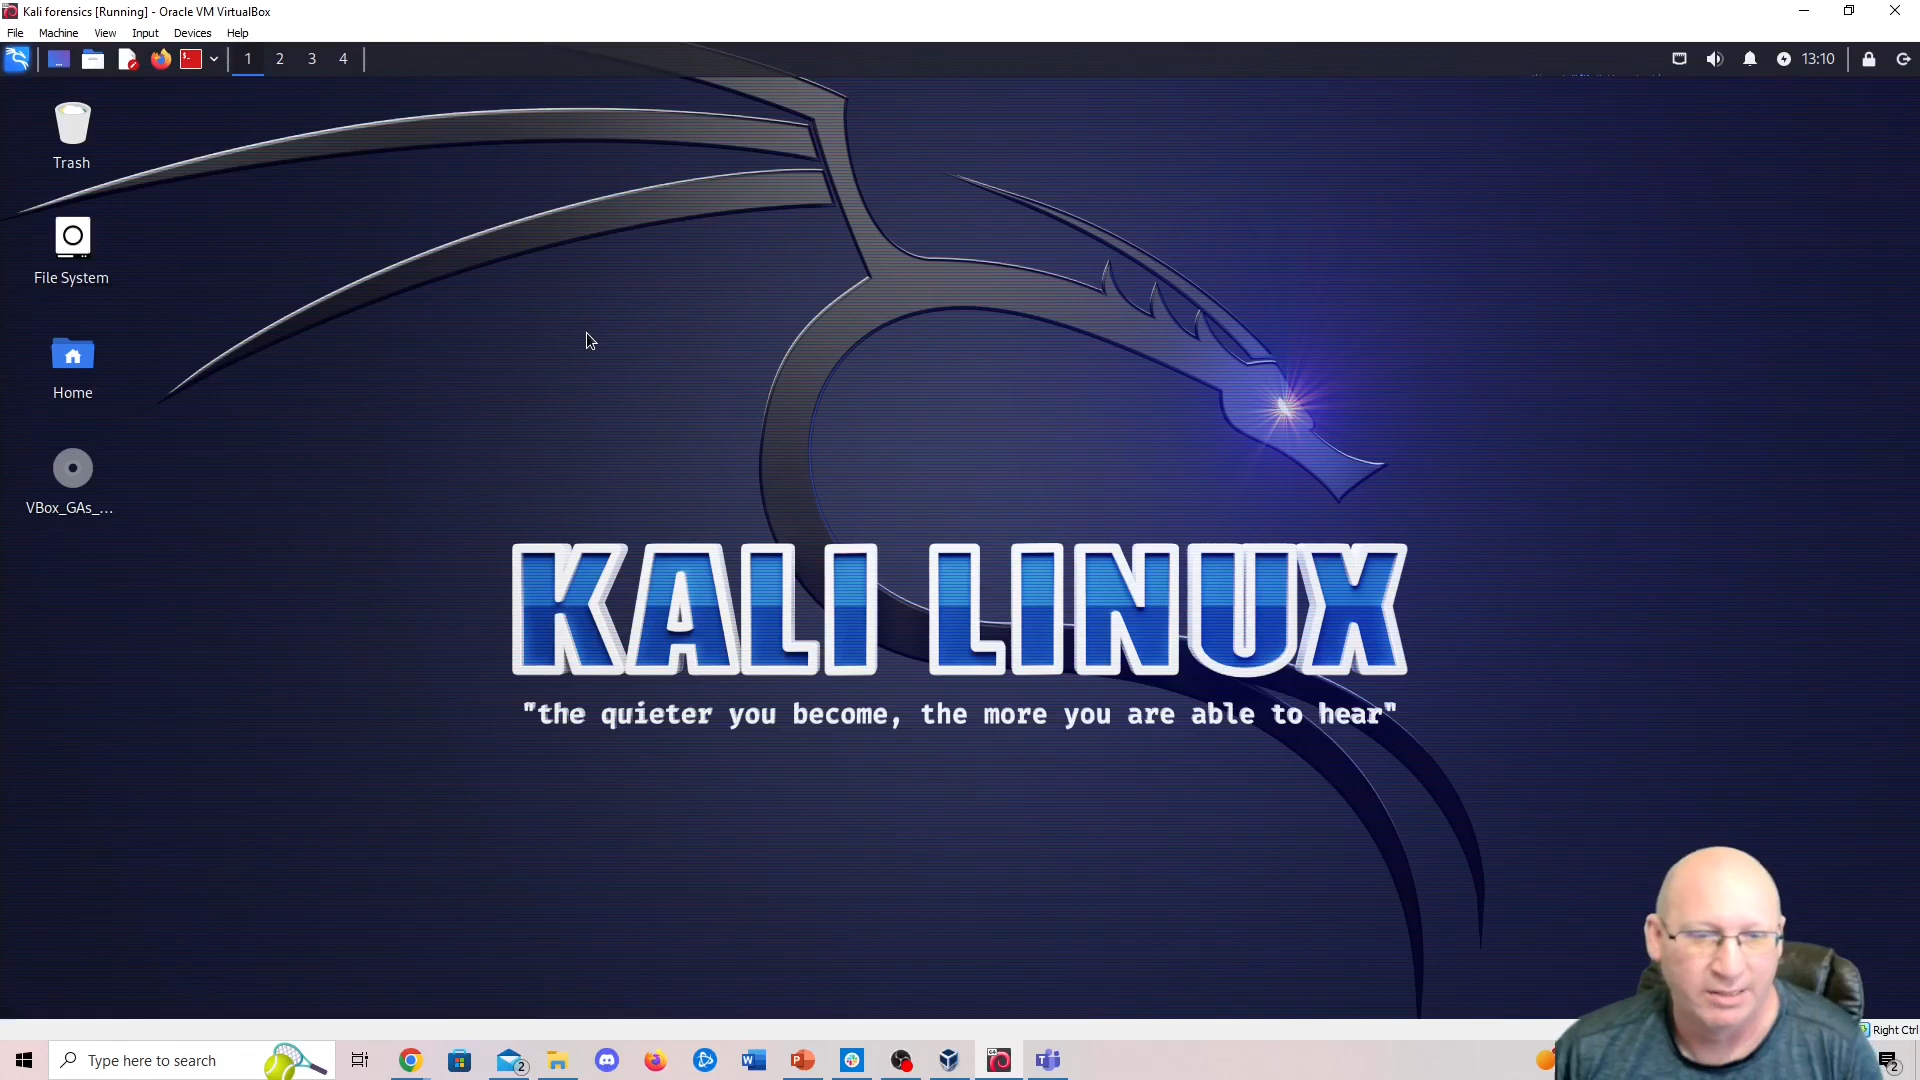 Kali forensics [Running] - Oracle VM VirtualBox
File Machine View Input Devices Help
1 2 3 4 13:10
Trash
File System
Home
VBox_GAs_...
KALI LINUX
"the quieter you become, the more you are able to hear"
Right Ctrl
Type here to search
2
2